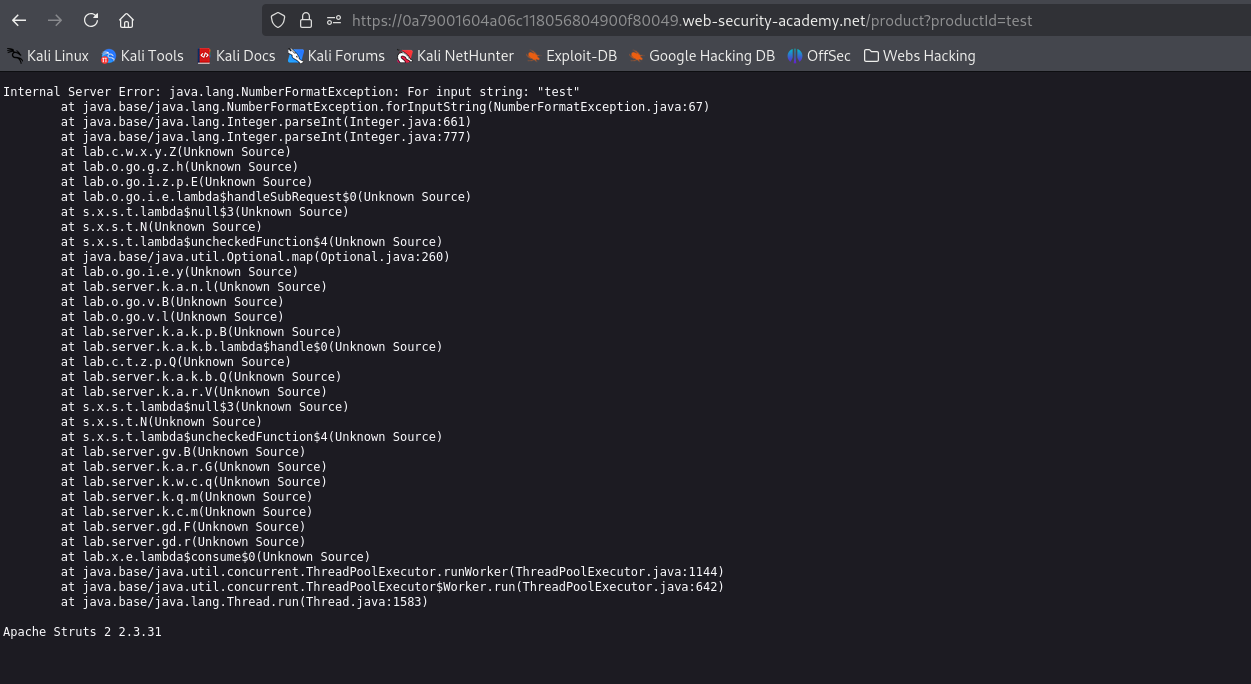 https://0a79001604a06c118056804900f80049.web-security-academy.net/product?productId=test
Kali Linux Kali Tools Kali Docs Kali Forums Kali NetHunter Exploit-DB Google Hacking DB OffSec Webs Hacking
Internal Server Error: java.lang.NumberFormatException: For input string: "test"
at java.base/java.lang.NumberFormatException.forInputString(NumberFormatException.java:67)
at java.base/java.lang.Integer.parseInt(Integer.java:661)
at java.base/java.lang.Integer.parseInt(Integer.java:777)
at lab.c.w.x.y.Z(Unknown Source)
at lab.o.go.g.z.h(Unknown Source)
at lab.o.go.i.z.p.E(Unknown Source)
at lab.o.go.i.e.lambda$handleSubRequest$0(Unknown Source)
at s.x.s.t.lambda$null$3(Unknown Source)
at s.x.s.t.N(Unknown Source)
at s.x.s.t.lambda$uncheckedFunction$4(Unknown Source)
at java.base/java.util.Optional.map(Optional.java:260)
at lab.o.go.i.e.y(Unknown Source)
at lab.server.k.a.n.l(Unknown Source)
at lab.o.go.v.B(Unknown Source)
at lab.o.go.v.l(Unknown Source)
at lab.server.k.a.k.p.B(Unknown Source)
at lab.server.k.a.k.b.lambda$handle$0(Unknown Source)
at lab.c.t.z.p.Q(Unknown Source)
at lab.server.k.a.k.b.Q(Unknown Source)
at lab.server.k.a.r.V(Unknown Source)
at s.x.s.t.lambda$null$3(Unknown Source)
at s.x.s.t.N(Unknown Source)
at s.x.s.t.lambda$uncheckedFunction$4(Unknown Source)
at lab.server.gv.B(Unknown Source)
at lab.server.k.a.r.G(Unknown Source)
at lab.server.k.w.c.q(Unknown Source)
at lab.server.k.q.m(Unknown Source)
at lab.server.k.c.m(Unknown Source)
at lab.server.gd.F(Unknown Source)
at lab.server.gd.r(Unknown Source)
at lab.x.e.lambda$consume$0(Unknown Source)
at java.base/java.util.concurrent.ThreadPoolExecutor.runWorker(ThreadPoolExecutor.java:1144)
at java.base/java.util.concurrent.ThreadPoolExecutor$Worker.run(ThreadPoolExecutor.java:642)
at java.base/java.lang.Thread.run(Thread.java:1583)
Apache Struts 2 2.3.31